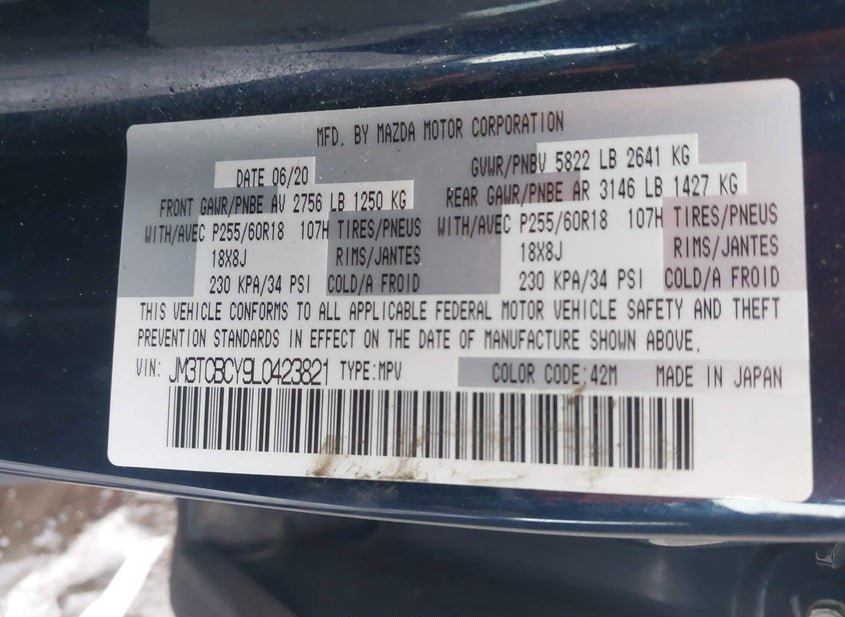 MFD. BY MAZDA MOTOR CORPORATION
DATE 06/20 GVWR/PNBV 5822 LB 2641 KG
FRONT GAWR/PNBE AV 2756 LB 1250 KG REAR GAWR/PNBE AR 3146 LB 1427 KG
WITH/AVEC P255/60R18 107H TIRES/PNEUS WITH/AVEC P255/60R18 107H TIRES/PNEUS
18X8J RIMS/JANTES 18X8J RIMS/JANTES
230 KPA/34 PSI COLD/A FROID 230 KPA/34 PSI COLD/A FROID
THIS VEHICLE CONFORMS TO ALL APPLICABLE FEDERAL MOTOR VEHICLE SAFETY AND THEFT
PREVENTION STANDARDS IN EFFECT ON THE DATE OF MANUFACTURE SHOWN ABOVE.
VIN: JM3TCBCY9L0423821 TYPE:MPV COLOR CODE:42M MADE IN JAPAN